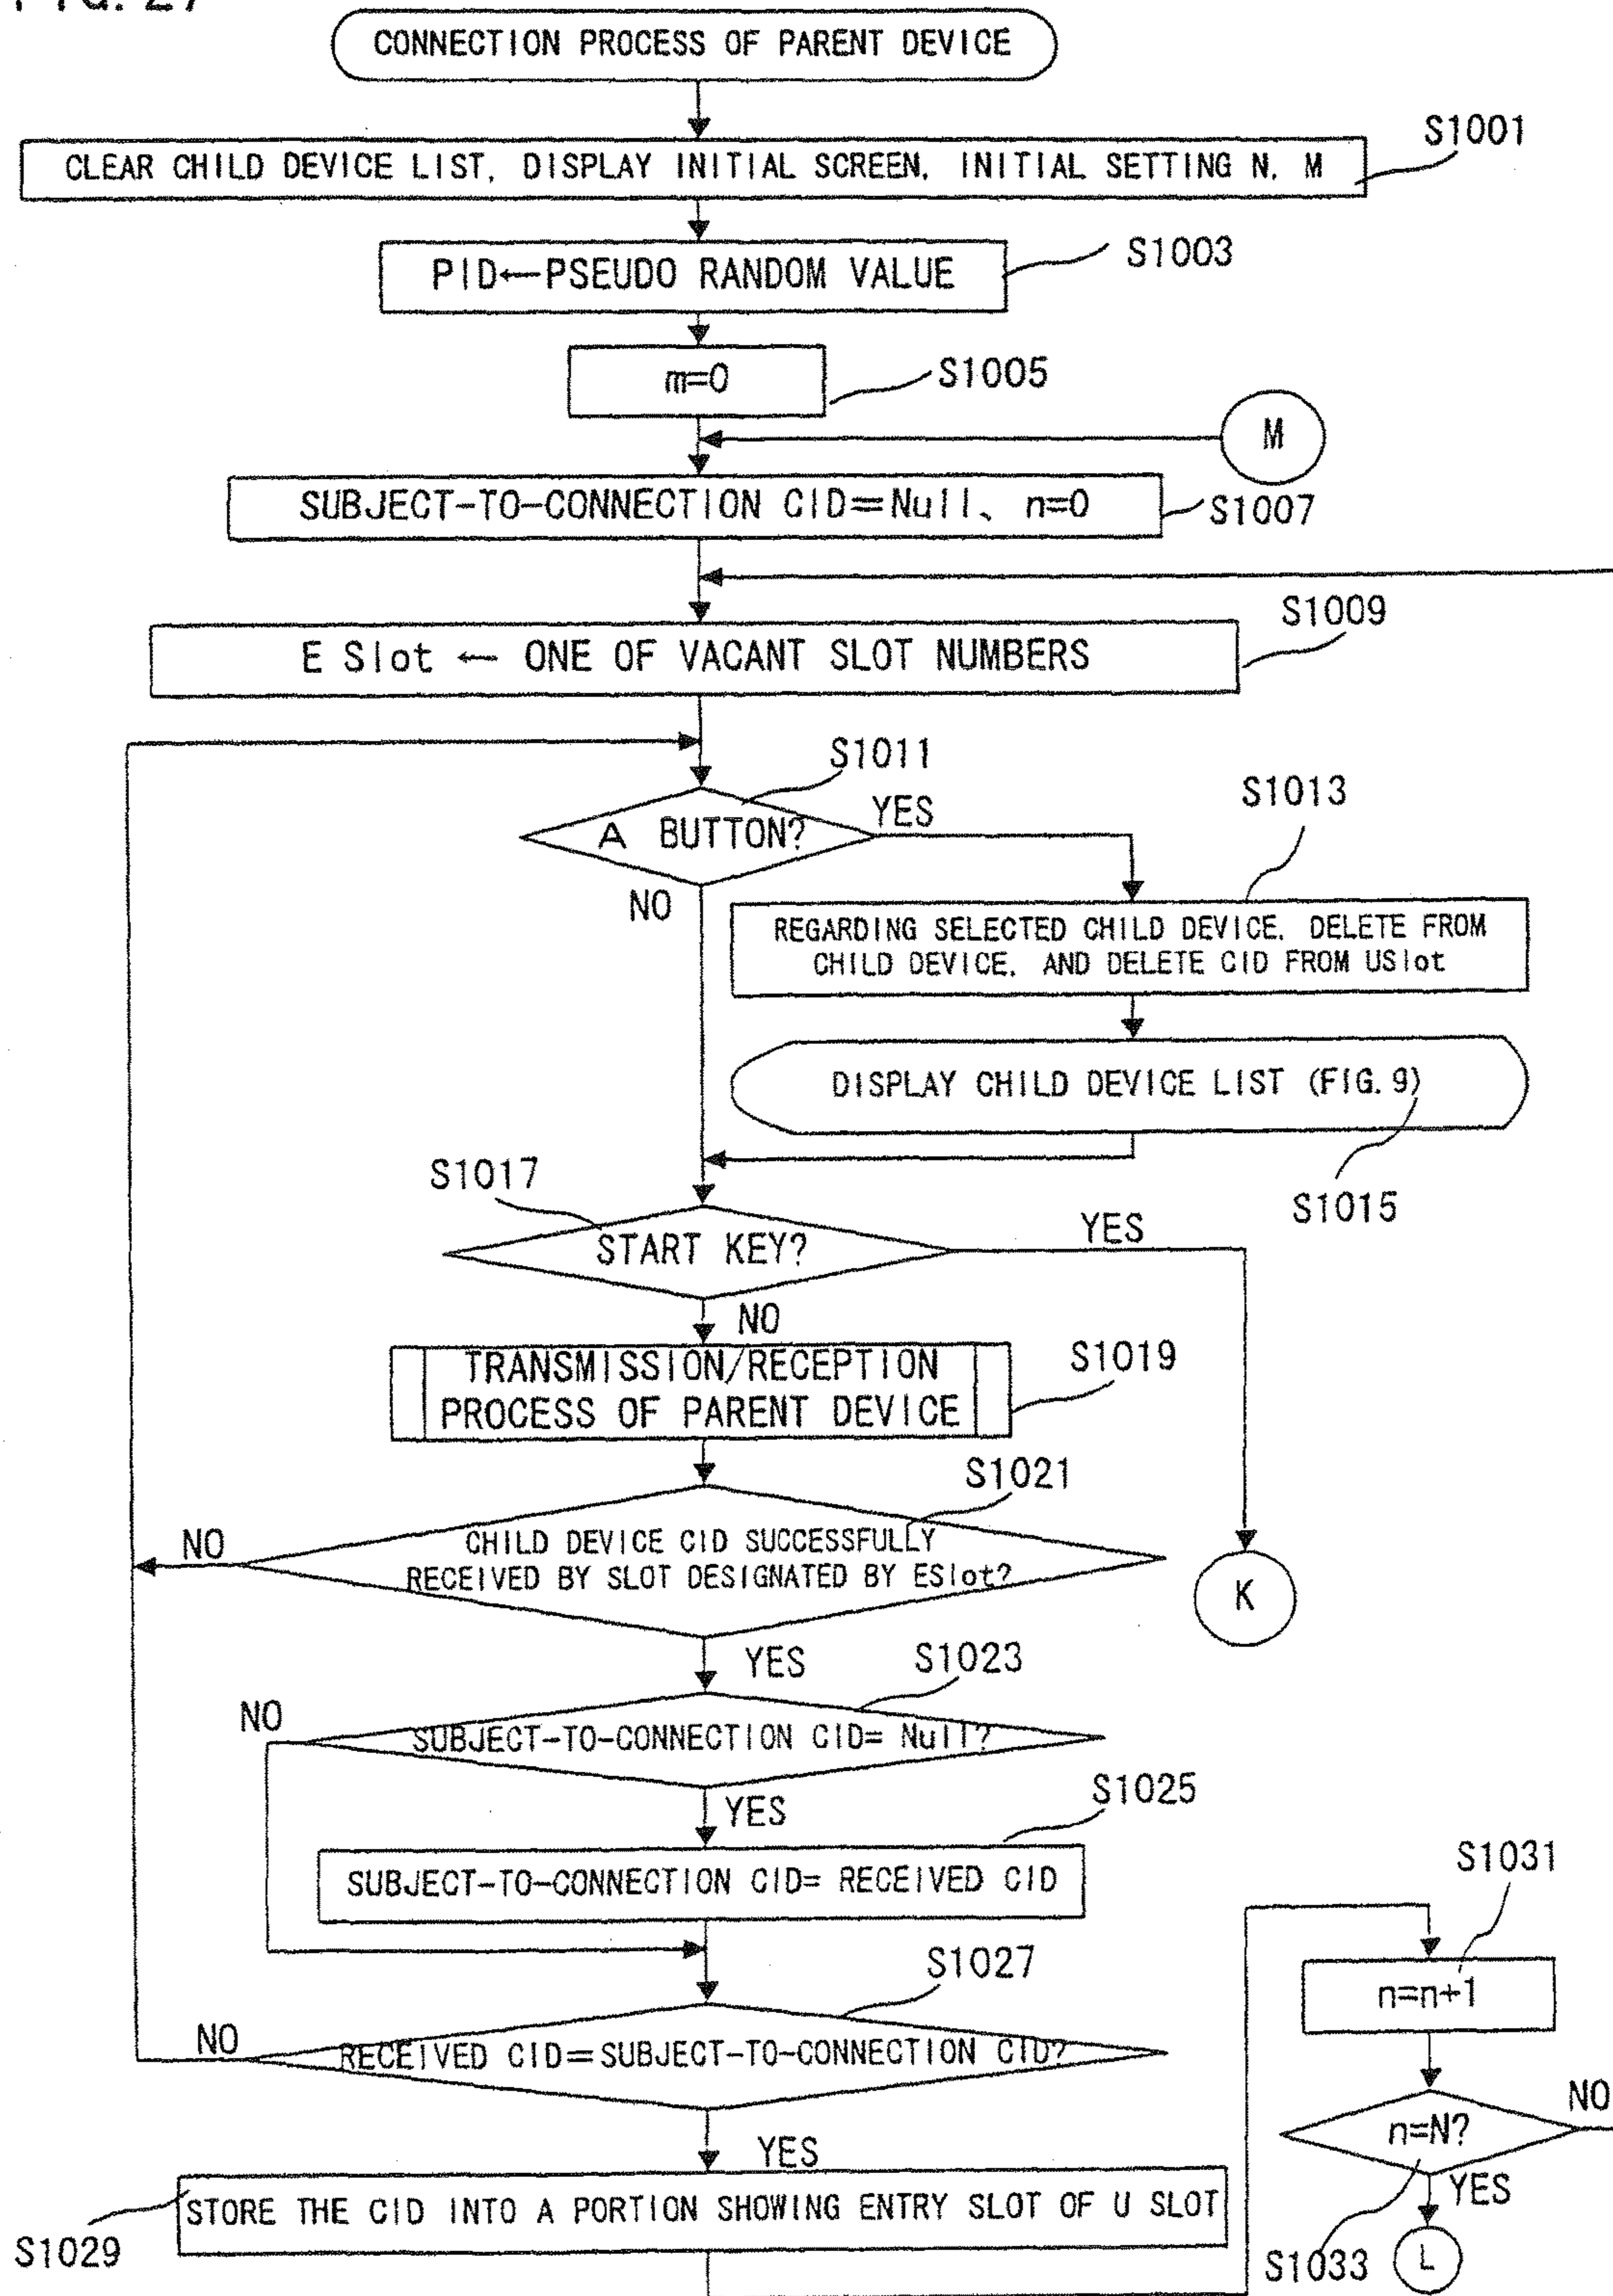 FIG. 27
CONNECTION PROCESS OF PARENT DEVICE
S1001
CLEAR CHILD DEVICE LIST, DISPLAY INITIAL SCREEN, INITIAL SETTING N, M
S1003
PID←PSEUDO RANDOM VALUE
m=0
S1005
M
SUBJECT-TO-CONNECTION CID=Null、n=0
S1007
S1009
E Slot ← ONE OF VACANT SLOT NUMBERS
S1011
A BUTTON?
YES
S1013
NO
REGARDING SELECTED CHILD DEVICE, DELETE FROM
CHILD DEVICE, AND DELETE CID FROM USlot
DISPLAY CHILD DEVICE LIST (FIG. 9)
S1015
S1017
START KEY?
YES
NO
TRANSMISSION/RECEPTION
PROCESS OF PARENT DEVICE
S1019
S1021
NO
CHILD DEVICE CID SUCCESSFULLY
RECEIVED BY SLOT DESIGNATED BY ESlot?
K
YES
S1023
NO
SUBJECT-TO-CONNECTION CID= Null?
YES
S1025
SUBJECT-TO-CONNECTION CID= RECEIVED CID
S1027
NO
RECEIVED CID=SUBJECT-TO-CONNECTION CID?
YES
STORE THE CID INTO A PORTION SHOWING ENTRY SLOT OF U SLOT
S1029
S1031
n=n+1
n=N?
NO
YES
S1033
L